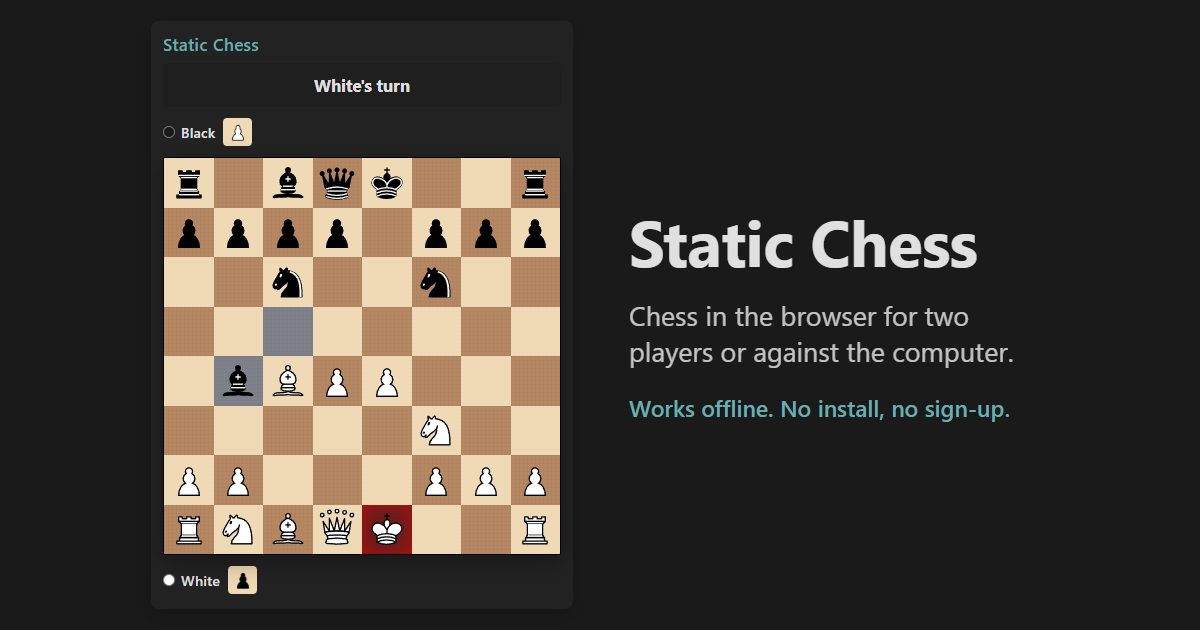 Static Chess
White's turn
Black
White
Static Chess
Chess in the browser for two
players or against the computer.
Works offline. No install, no sign-up.